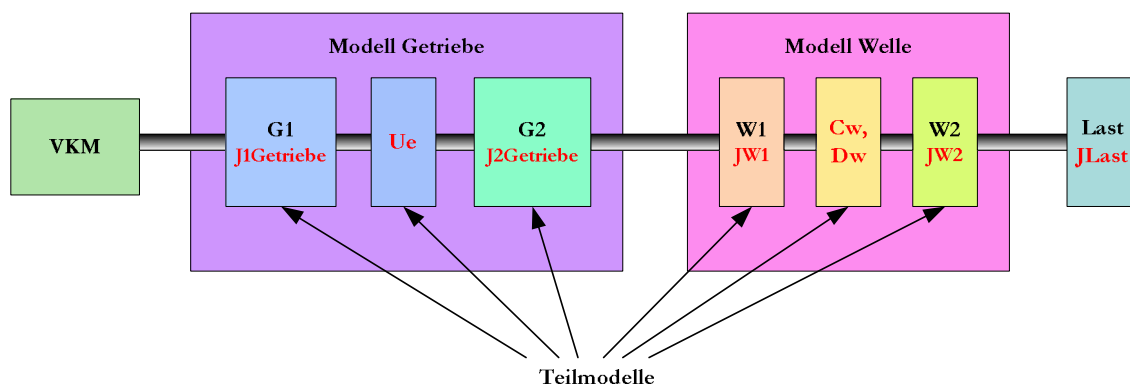 Modell Getriebe
Modell Welle
VKM
G1
J1Getriebe
Ue
G2
J2Getriebe
W1
JW1
Cw,
Dw
W2
JW2
Last
JLast
Teilmodelle